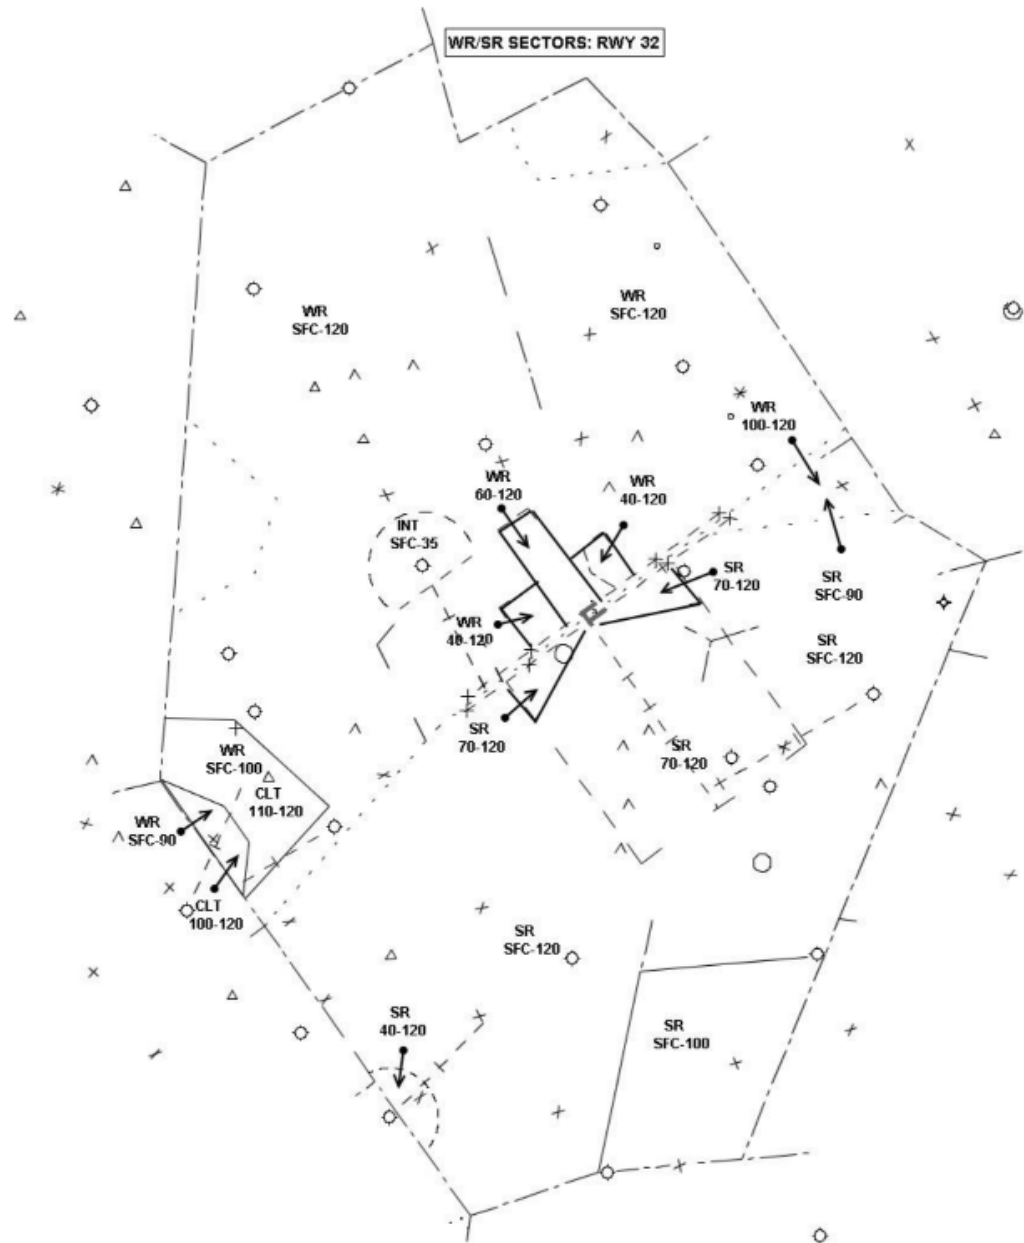 WR/SR SECTORS: RWY 32
WR
SFC-120
WR
SFC-120
WR
100-120
WR
60-120
WR
40-120
INT
SFC-35
SR
70-120
SR
SFC-90
WR
40-120
SR
SFC-120
SR
70-120
SR
70-120
WR
SFC-100
CLT
110-120
WR
SFC-90
CLT
100-120
SR
SFC-120
SR
40-120
SR
SFC-100